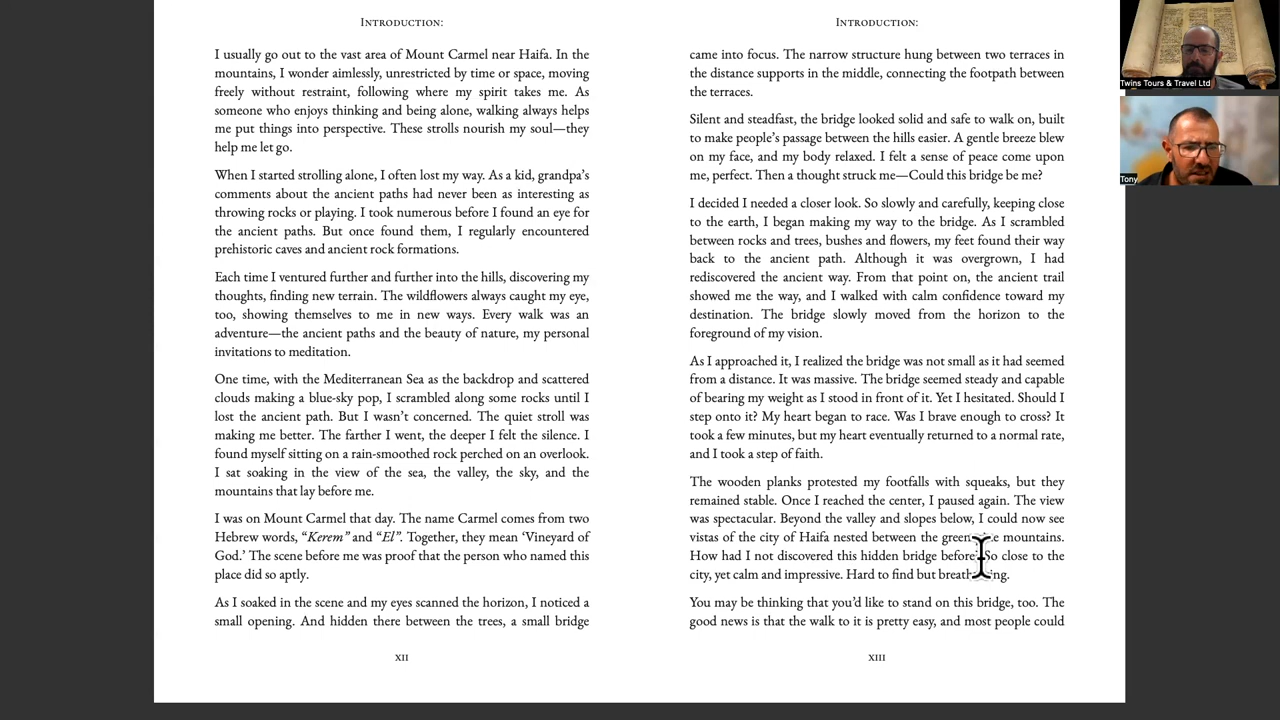 INTRODUCTION:
I usually go out to the vast area of Mount Carmel near Haifa. In the
mountains, I wonder aimlessly, unrestricted by time or space, moving
freely without restraint, following where my spirit takes me. As
someone who enjoys thinking and being alone, walking always helps
me put things into perspective. These strolls nourish my soul—they
help me let go.
When I started strolling alone, I often lost my way. As a kid, grandpa’s
comments about the ancient paths had never been as interesting as
throwing rocks or playing. I took numerous before I found an eye for
the ancient paths. But once found them, I regularly encountered
prehistoric caves and ancient rock formations.
Each time I ventured further and further into the hills, discovering my
thoughts, finding new terrain. The wildflowers always caught my eye,
too, showing themselves to me in new ways. Every walk was an
adventure—the ancient paths and the beauty of nature, my personal
invitations to meditation.
One time, with the Mediterranean Sea as the backdrop and scattered
clouds making a blue-sky pop, I scrambled along some rocks until I
lost the ancient path. But I wasn’t concerned. The quiet stroll was
making me better. The farther I went, the deeper I felt the silence. I
found myself sitting on a rain-smoothed rock perched on an overlook.
I sat soaking in the view of the sea, the valley, the sky, and the
mountains that lay before me.
I was on Mount Carmel that day. The name Carmel comes from two
Hebrew words, “Kerem” and “El”. Together, they mean ‘Vineyard of
God.’ The scene before me was proof that the person who named this
place did so aptly.
As I soaked in the scene and my eyes scanned the horizon, I noticed a
small opening. And hidden there between the trees, a small bridge
XII
INTRODUCTION:
came into focus. The narrow structure hung between two terraces in
the distance supports in the middle, connecting the footpath between
the terraces.
Silent and steadfast, the bridge looked solid and safe to walk on, built
to make people’s passage between the hills easier. A gentle breeze blew
on my face, and my body relaxed. I felt a sense of peace come upon
me, perfect. Then a thought struck me—Could this bridge be me?
I decided I needed a closer look. So slowly and carefully, keeping close
to the earth, I began making my way to the bridge. As I scrambled
between rocks and trees, bushes and flowers, my feet found their way
back to the ancient path. Although it was overgrown, I had
rediscovered the ancient way. From that point on, the ancient trail
showed me the way, and I walked with calm confidence toward my
destination. The bridge slowly moved from the horizon to the
foreground of my vision.
As I approached it, I realized the bridge was not small as it had seemed
from a distance. It was massive. The bridge seemed steady and capable
of bearing my weight as I stood in front of it. Yet I hesitated. Should I
step onto it? My heart began to race. Was I brave enough to cross? It
took a few minutes, but my heart eventually returned to a normal rate,
and I took a step of faith.
The wooden planks protested my footfalls with squeaks, but they
remained stable. Once I reached the center, I paused again. The view
was spectacular. Beyond the valley and slopes below, I could now see
vistas of the city of Haifa nested between the green mountains.
How had I not discovered this hidden bridge before? So close to the
city, yet calm and impressive. Hard to find but breathtaking.
You may be thinking that you’d like to stand on this bridge, too. The
good news is that the walk to it is pretty easy, and most people could
XIII
Twins Tours & Travel Ltd
Tony